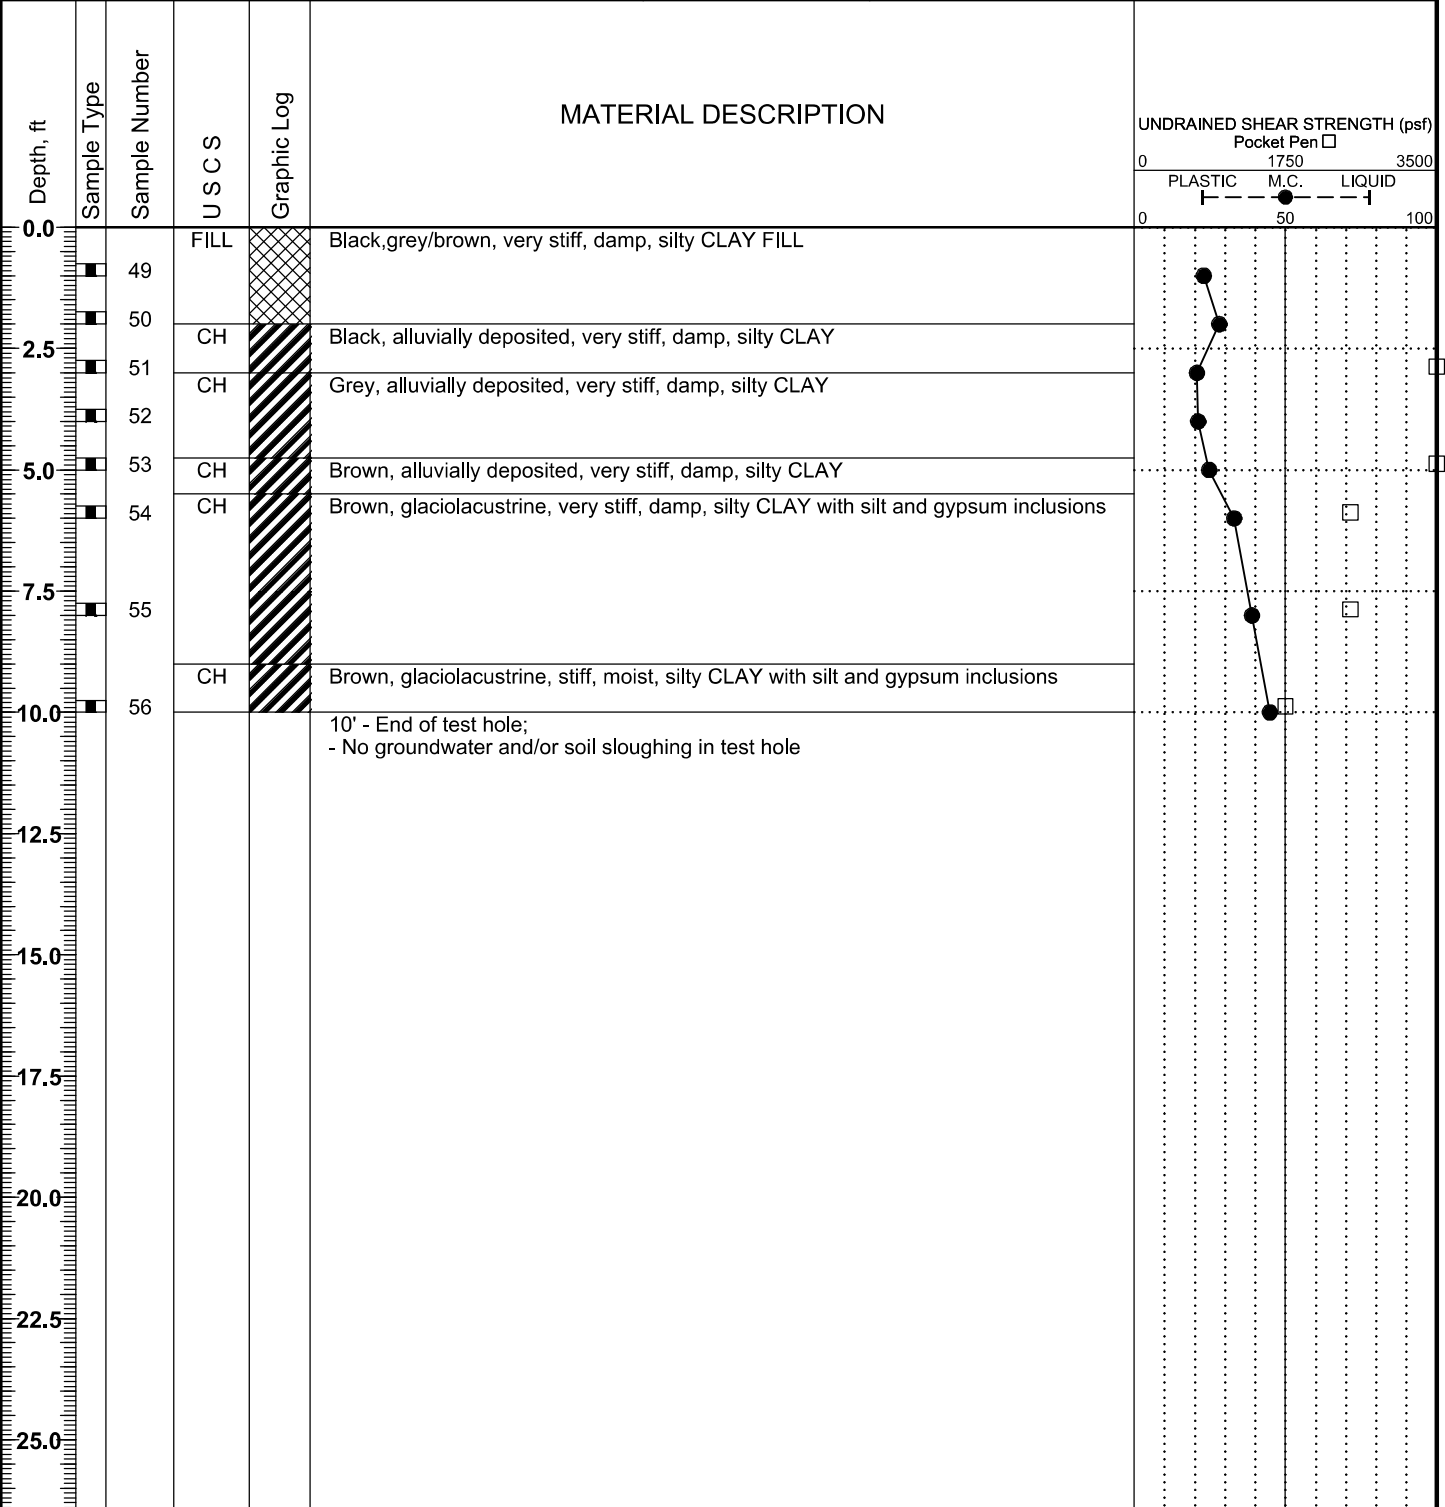 Depth, ft
Sample Type
Sample Number
U S C S
Graphic Log
MATERIAL DESCRIPTION
UNDRAINED SHEAR STRENGTH (psf)
Pocket Pen
0 1750 3500
PLASTIC M.C. LIQUID
0 50 100
0.0
FILL Black,grey/brown, very stiff, damp, silty CLAY FILL
49
50
CH Black, alluvially deposited, very stiff, damp, silty CLAY
2.5
51
CH Grey, alluvially deposited, very stiff, damp, silty CLAY
52
53
5.0 CH Brown, alluvially deposited, very stiff, damp, silty CLAY
CH Brown, glaciolacustrine, very stiff, damp, silty CLAY with silt and gypsum inclusions
54
7.5
55
CH Brown, glaciolacustrine, stiff, moist, silty CLAY with silt and gypsum inclusions
56
10.0
10' - End of test hole;
- No groundwater and/or soil sloughing in test hole
12.5
15.0
17.5
20.0
22.5
25.0